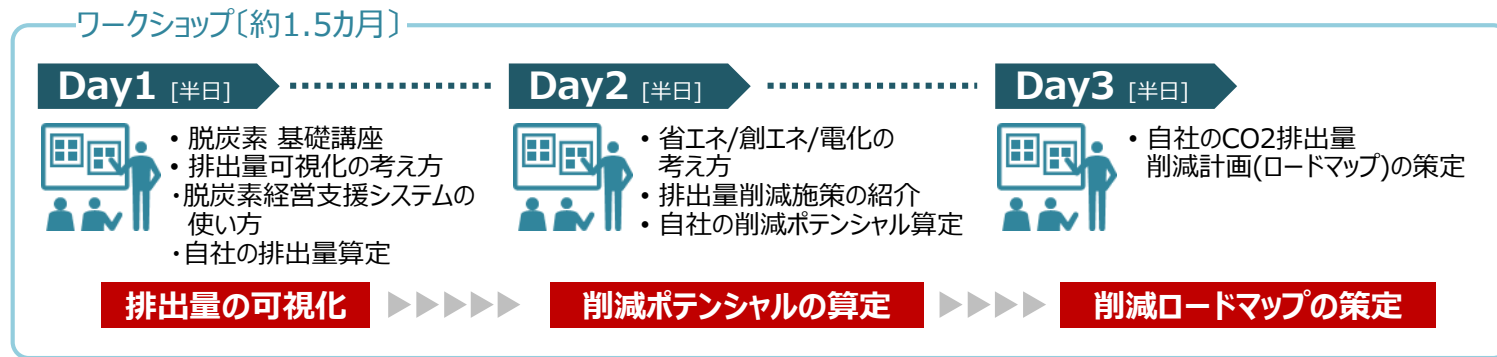 ワークショップ〔約1.5カ月〕
Day1 [半日]
• 脱炭素 基礎講座
• 排出量可視化の考え方
・脱炭素経営支援システムの
使い方
・自社の排出量算定
排出量の可視化
Day2 [半日]
• 省エネ/創エネ/電化の
考え方
• 排出量削減施策の紹介
• 自社の削減ポテンシャル算定
削減ポテンシャルの算定
Day3 [半日]
• 自社のCO2排出量
削減計画(ロードマップ)の策定
削減ロードマップの策定